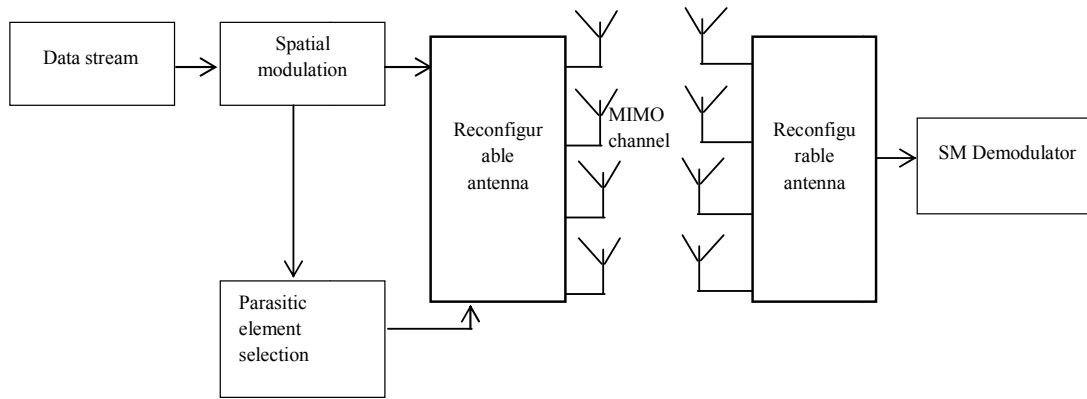 Data stream
Spatial
modulation
Reconfigur
able
antenna
MIMO
channel
Reconfigu
rable
antenna
SM Demodulator
Parasitic
element
selection